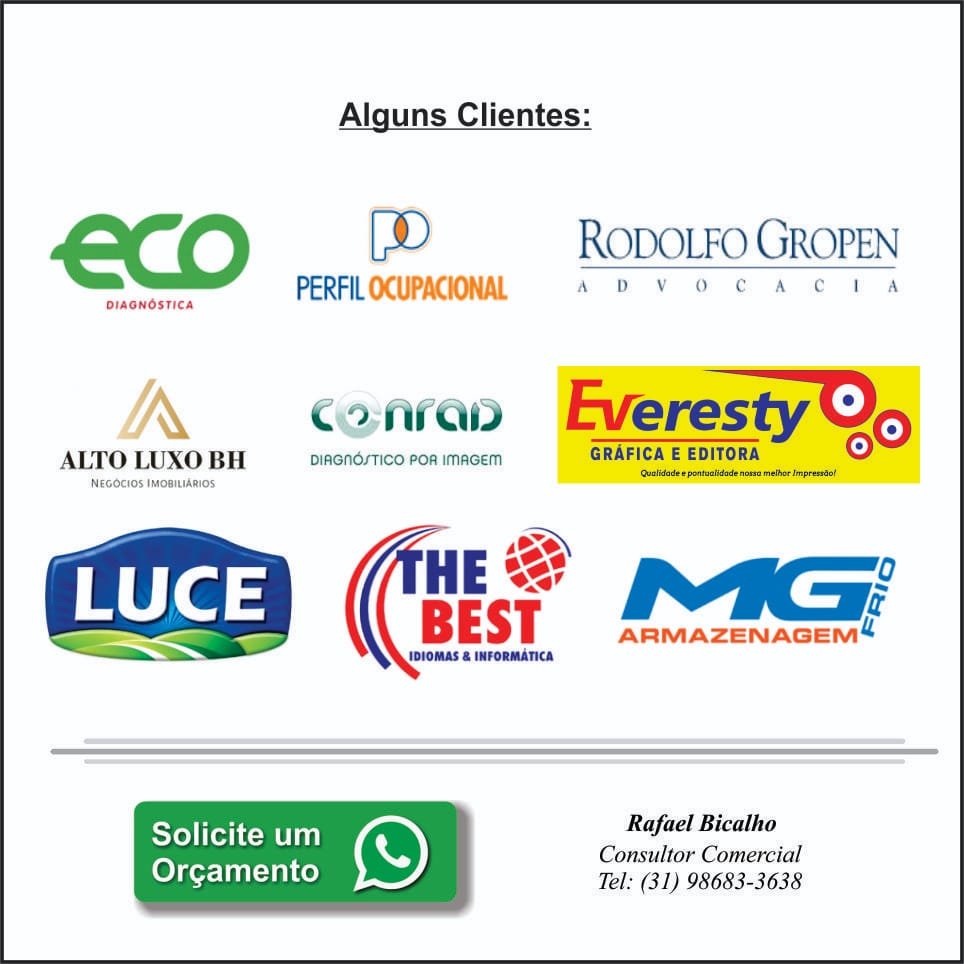 Alguns Clientes:
eco
DIAGNÓSTICA
PO
PERFIL OCUPACIONAL
RODOLFO GROPEN
ADVOCACIA
ALTO LUXO BH
NEGÓCIOS IMOBILIÁRIOS
conrad
DIAGNÓSTICO POR IMAGEM
Everesty
GRÁFICA E EDITORA
Qualidade e pontualidade nossa melhor Impressão!
LUCE
THE
BEST
IDIOMAS & INFORMÁTICA
MG
FRIO
ARMAZENAGEM
Solicite um
Orçamento
Rafael Bicalho
Consultor Comercial
Tel: (31) 98683-3638